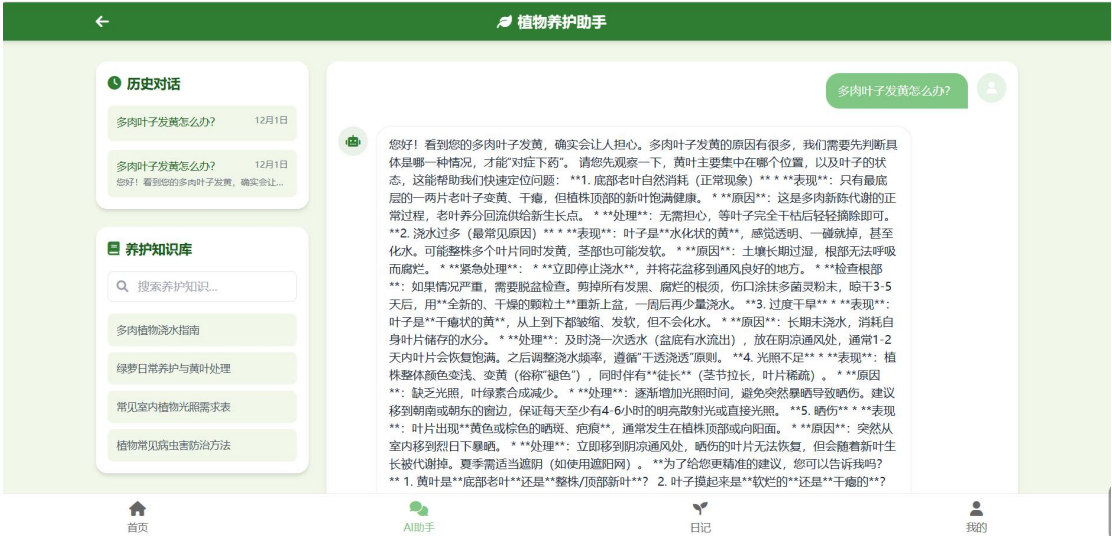 植物养护助手
历史对话
多肉叶子发黄怎么办? 12月1日
多肉叶子发黄怎么办? 12月1日
您好！看到您的多肉叶子发黄，确实会让...
养护知识库
搜索养护知识...
多肉植物浇水指南
绿萝日常养护与黄叶处理
常见室内植物光照需求表
植物常见病虫害防治方法
多肉叶子发黄怎么办?
您好！看到您的多肉叶子发黄，确实会让人担心。多肉叶子发黄的原因有很多，我们需要先判断具
体是哪一种情况，才能“对症下药”。 请您先观察一下，黄叶主要集中在哪个位置，以及叶子的状
态，这能帮助我们快速定位问题： **1. 底部老叶自然消耗（正常现象）** * **表现**：只有最底
层的一两片老叶子变黄、干瘪，但植株顶部的新叶饱满健康。 * **原因**：这是多肉新陈代谢的正
常过程，老叶养分回流供给新生长点。 * **处理**：无需担心，等叶子完全干枯后轻轻摘除即可。
**2. 浇水过多（最常见原因）** * **表现**：叶子是**水化状的黄**，感觉透明、一碰就掉，甚至
化水。可能整株多个叶片同时发黄，茎部也可能发软。 * **原因**：土壤长期过湿，根部无法呼吸
而腐烂。 * **紧急处理**： * **立即停止浇水**，并将花盆移到通风良好的地方。 * **检查根部
**：如果情况严重，需要脱盆检查。剪掉所有发黑、腐烂的根须，伤口涂抹多菌灵粉末，晾干3-5
天后，用**全新的、干燥的颗粒土**重新上盆，一周后再少量浇水。 **3. 过度干旱** * **表现**：
叶子是**干瘪状的黄**，从上到下都皱缩、发软，但不会化水。 * **原因**：长期未浇水，消耗自
身叶片储存的水分。 * **处理**：及时浇一次透水（盆底有水流出），放在阴凉通风处，通常1-2
天内叶片会恢复饱满。之后调整浇水频率，遵循“干透浇透”原则。 **4. 光照不足** * **表现**：植
株整体颜色变浅、变黄（俗称“褪色”），同时伴有**徒长**（茎节拉长，叶片稀疏）。 * **原因
**：缺乏光照，叶绿素合成减少。 * **处理**：逐渐增加光照时间，避免突然暴晒导致晒伤。建议
移到朝南或朝东的窗边，保证每天至少有4-6小时的明亮散射光或直接光照。 **5. 晒伤** * **表现
**：叶片出现**黄色或棕色的晒斑、疤痕**，通常发生在植株顶部或向阳面。 * **原因**：突然从
室内移到烈日下暴晒。 * **处理**：立即移到阴凉通风处，晒伤的叶片无法恢复，但会随着新叶生
长被代谢掉。夏季需适当遮阴（如使用遮阳网）。 **为了给您更精准的建议，您可以告诉我吗?
** 1. 黄叶是**底部老叶**还是**整株/顶部新叶**? 2. 叶子摸起来是**软烂的**还是**干瘪的**?
首页
AI助手
日记
我的